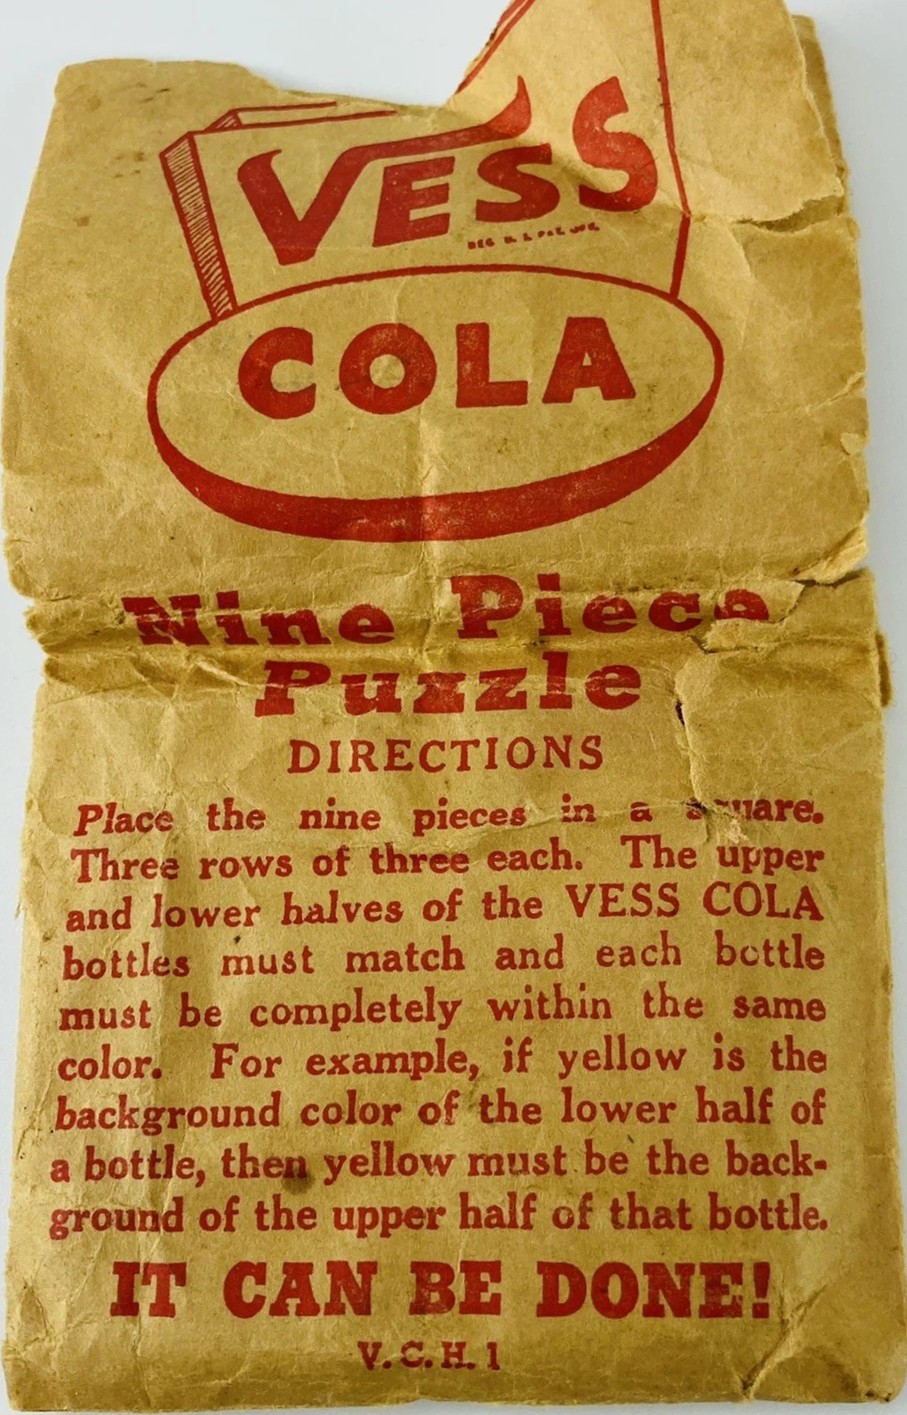 VESS
COLA
Nine Piece
Puzzle
DIRECTIONS
Place the nine pieces in a square.
Three rows of three each. The upper
and lower halves of the VESS COLA
bottles must match and each bottle
must be completely within the same
color. For example, if yellow is the
background color of the lower half of
a bottle, then yellow must be the back-
ground of the upper half of that bottle.
IT CAN BE DONE!
V. C. H. 1